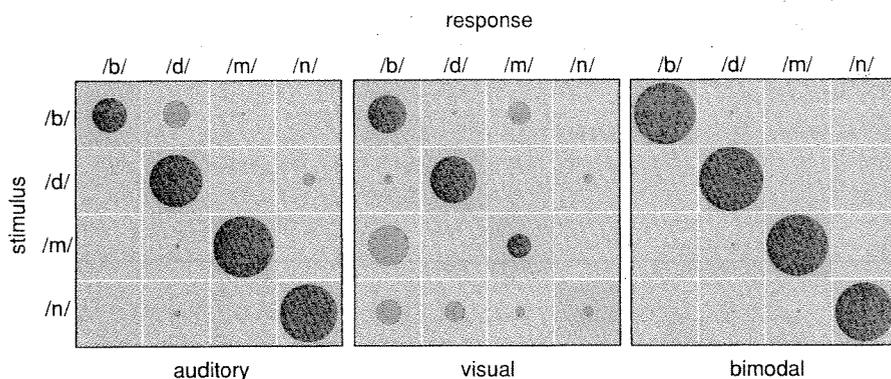 response
/b/ /d/ /m/ /n/ /b/ /d/ /m/ /n/ /b/ /d/ /m/ /n/
stimulus
/b/
/d/
/m/
/n/
auditory visual bimodal